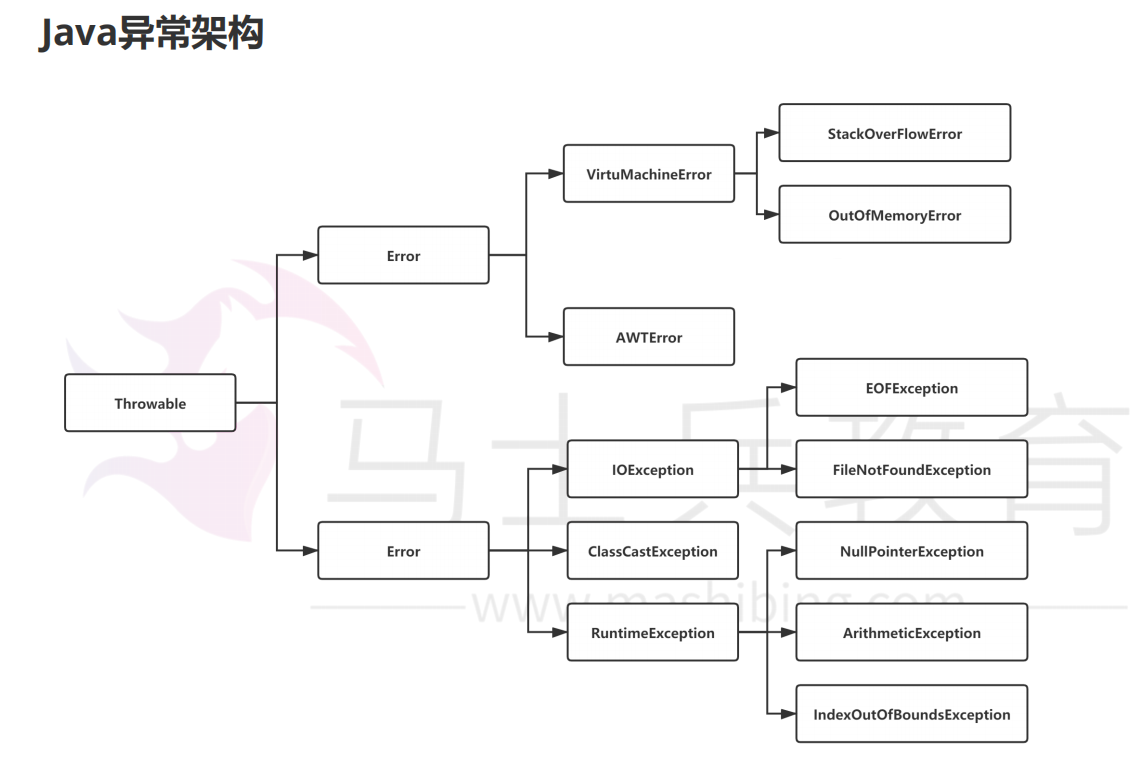 Java异常架构
StackOverFlowError
VirtuMachineError
OutOfMemoryError
Error
AWTError
EOFException
Throwable
IOException
FileNotFoundException
Error
ClassCastException
NullPointerException
RuntimeException
ArithmeticException
IndexOutOfBoundsException
马士兵教育
www.mashibing.com